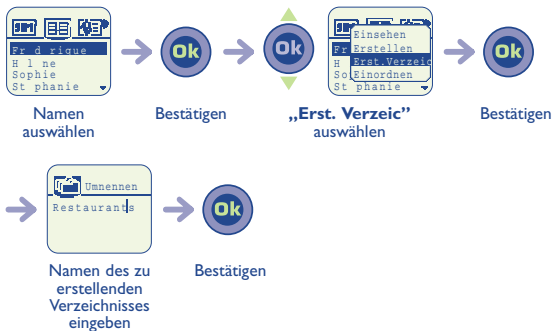 Fr d rique
H l ne
Sophie
St phanie
Namen
auswählen
Ok
Bestätigen
Ok
Einsehen
Erstellen
Erst.Verzeic
Einordnen
Fr
H
So
St phanie
„Erst. Verzeic”
auswählen
Ok
Bestätigen
Umnennen
Restaurants
Namen des zu
erstellenden
Verzeichnisses
eingeben
Ok
Bestätigen